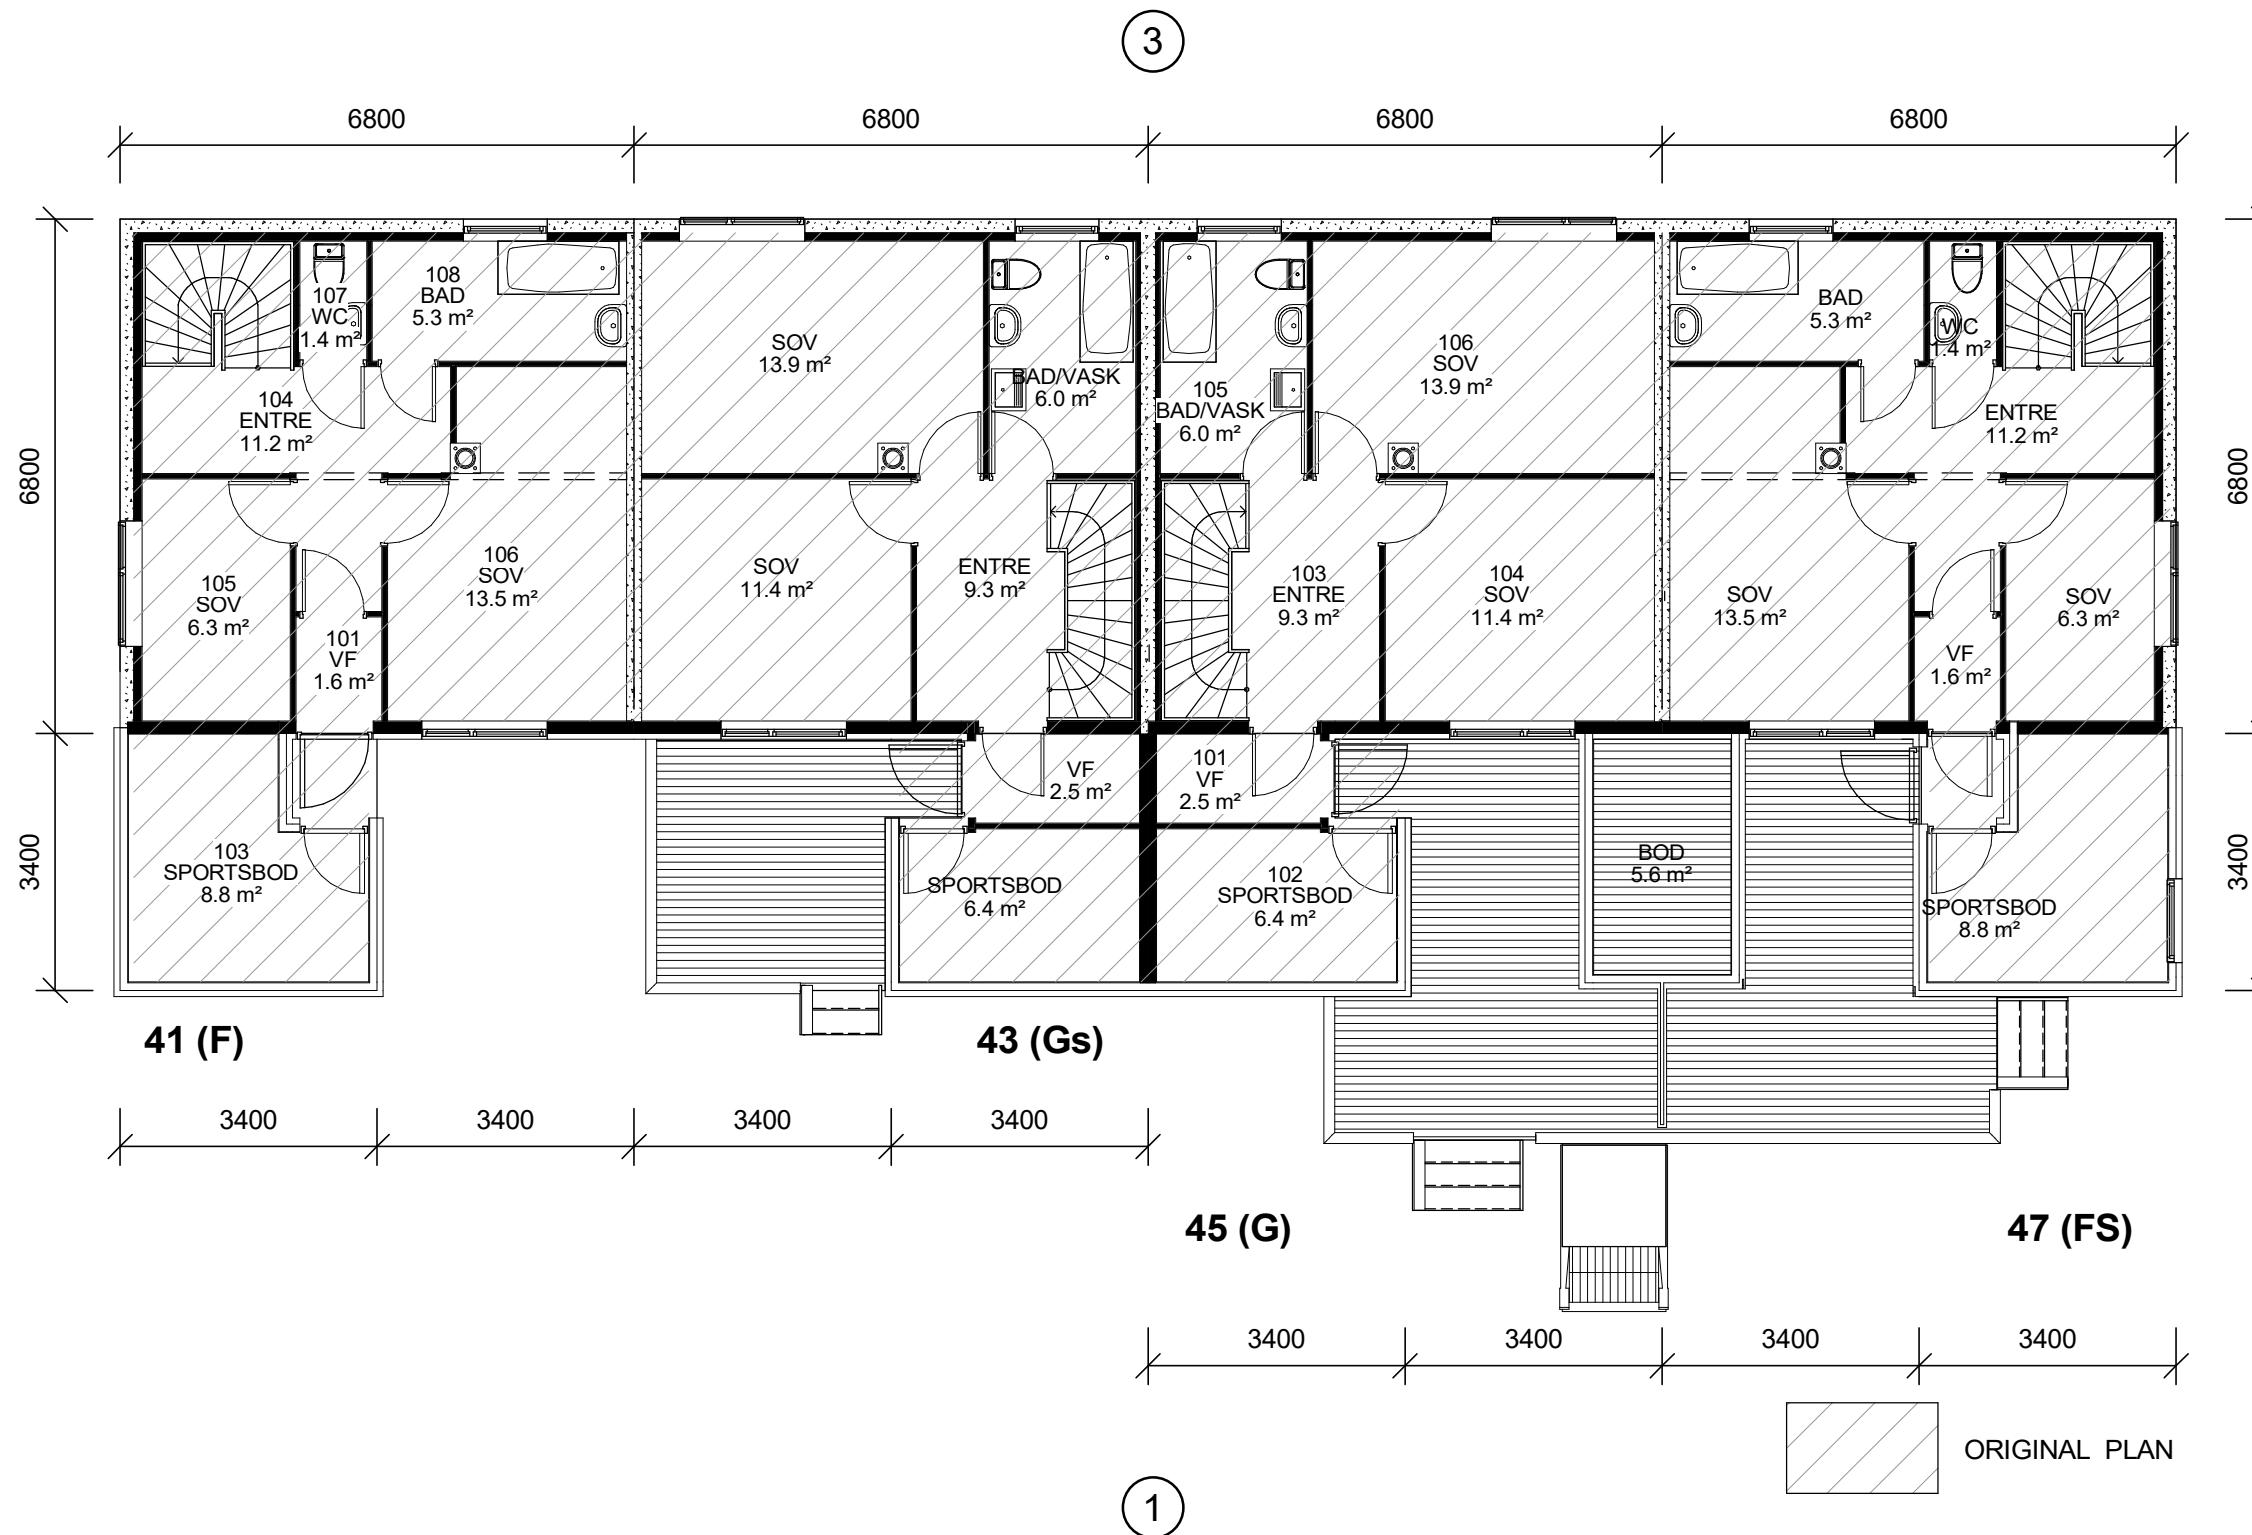 3
6800
6800
6800
6800
6800
3400
6800
3400
107
WC
1.4 m²
108
BAD
5.3 m²
104
ENTRE
11.2 m²
105
SOV
6.3 m²
101
VF
1.6 m²
106
SOV
13.5 m²
103
SPORTSBOD
8.8 m²
SOV
13.9 m²
BAD/VASK
6.0 m²
SOV
11.4 m²
ENTRE
9.3 m²
VF
2.5 m²
SPORTSBOD
6.4 m²
105
BAD/VASK
6.0 m²
106
SOV
13.9 m²
103
ENTRE
9.3 m²
104
SOV
11.4 m²
101
VF
2.5 m²
102
SPORTSBOD
6.4 m²
BAD
5.3 m²
WC
1.4 m²
ENTRE
11.2 m²
SOV
13.5 m²
VF
1.6 m²
SOV
6.3 m²
BOD
5.6 m²
SPORTSBOD
8.8 m²
41 (F)
43 (Gs)
3400
3400
3400
3400
45 (G)
47 (FS)
3400
3400
3400
3400
ORIGINAL PLAN
1